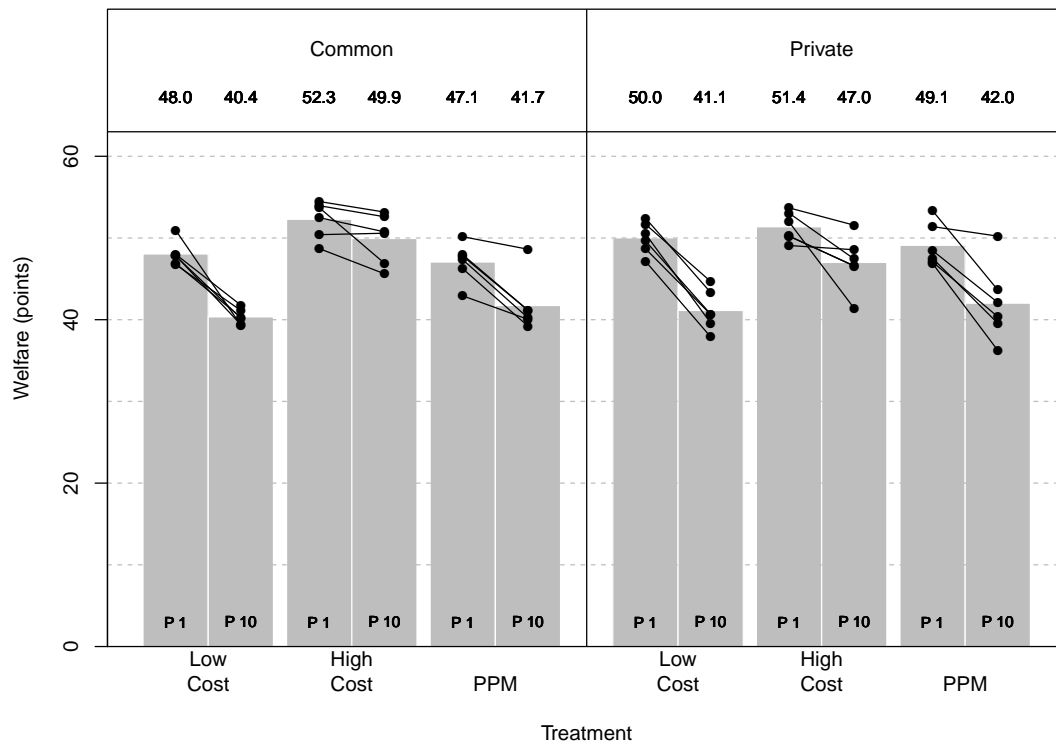 Common Private
48.0 40.4 52.3 49.9 47.1 41.7 50.0 41.1 51.4 47.0 49.1 42.0
60
40
20
0
Welfare (points)
P 1 P 10 P 1 P 10 P 1 P 10 P 1 P 10 P 1 P 10 P 1 P 10
Low High Low High
Cost Cost PPM Cost Cost PPM
Treatment